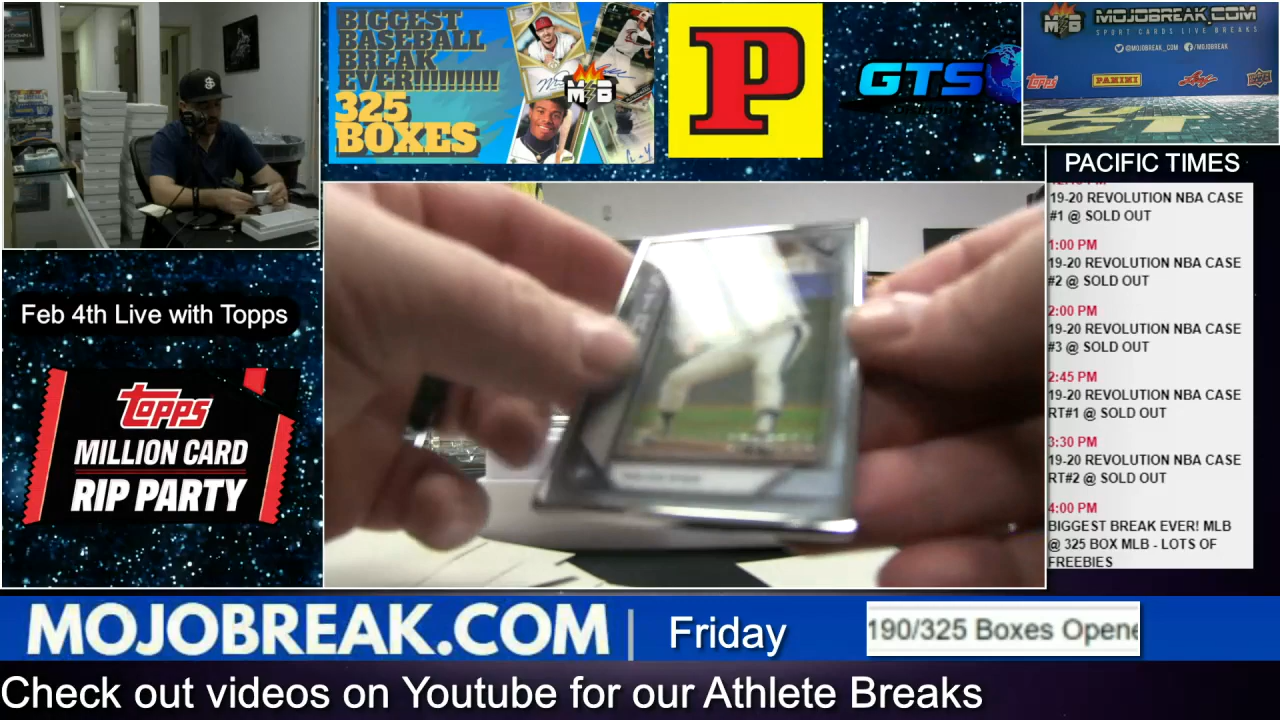 BIGGEST
BASEBALL
BREAK
EVER!!!!!!!!!!!
325
BOXES
M B
P
GTS
MOJOBREAK.COM
SPORT CARDS LIVE BREAKS
@MOJOBREAK_COM /MOJOBREAK
topps
PANINI
Leaf
PACIFIC TIMES
19-20 REVOLUTION NBA CASE
#1 @ SOLD OUT
1:00 PM
19-20 REVOLUTION NBA CASE
#2 @ SOLD OUT
2:00 PM
19-20 REVOLUTION NBA CASE
#3 @ SOLD OUT
2:45 PM
19-20 REVOLUTION NBA CASE
RT#1 @ SOLD OUT
3:30 PM
19-20 REVOLUTION NBA CASE
RT#2 @ SOLD OUT
4:00 PM
BIGGEST BREAK EVER! MLB
@ 325 BOX MLB - LOTS OF
FREEBIES
Feb 4th Live with Topps
topps
MILLION CARD
RIP PARTY
MOJOBREAK.COM | Friday
190/325 Boxes Opene
Check out videos on Youtube for our Athlete Breaks